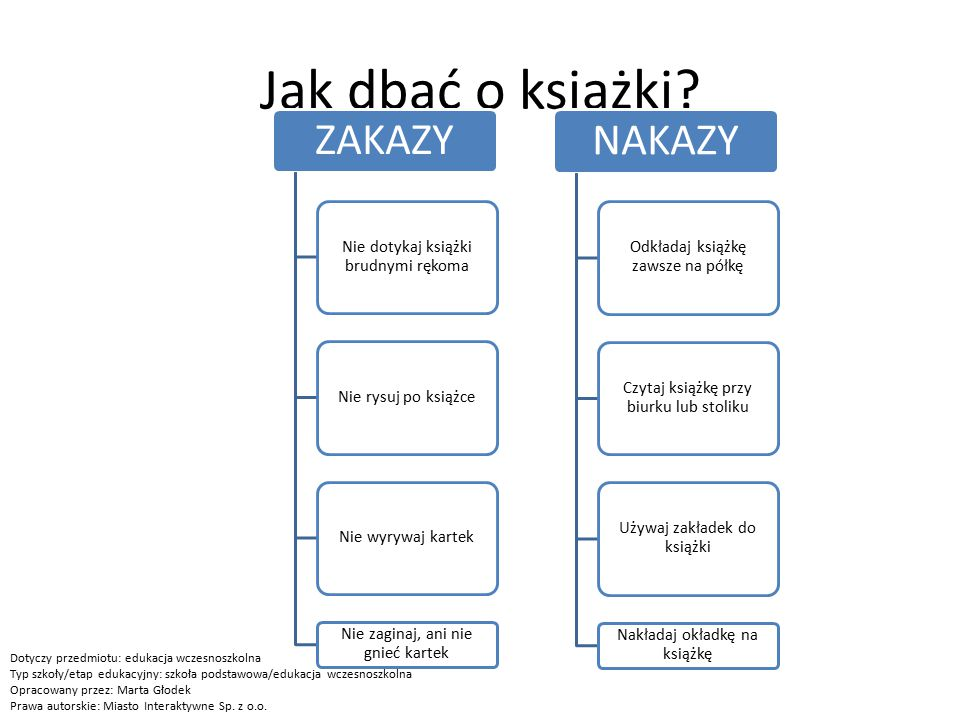 Jak dbać o książki?
ZAKAZY
Nie dotykaj książki
brudnymi rękoma
Nie rysuj po książce
Nie wyrywaj kartek
Nie zaginaj, ani nie
gnieć kartek
NAKAZY
Odkładaj książkę
zawsze na półkę
Czytaj książkę przy
biurku lub stoliku
Używaj zakładek do
książki
Nakładaj okładkę na
książkę
Dotyczy przedmiotu: edukacja wczesnoszkolna
Typ szkoły/etap edukacyjny: szkoła podstawowa/edukacja wczesnoszkolna
Opracowany przez: Marta Głodek
Prawa autorskie: Miasto Interaktywne Sp. z o.o.